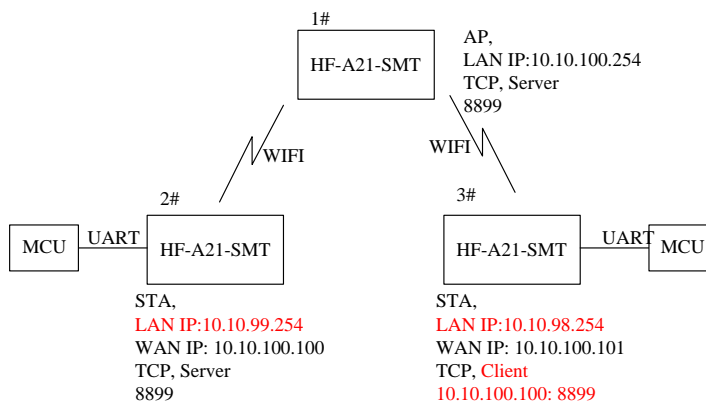 1#
HF-A21-SMT
AP,
LAN IP:10.10.100.254
TCP, Server
8899
WIFI
WIFI
2#
3#
MCU
UART
HF-A21-SMT
HF-A21-SMT
UART
MCU
STA,
LAN IP:10.10.99.254
WAN IP: 10.10.100.100
TCP, Server
8899
STA,
LAN IP:10.10.98.254
WAN IP: 10.10.100.101
TCP, Client
10.10.100.100: 8899